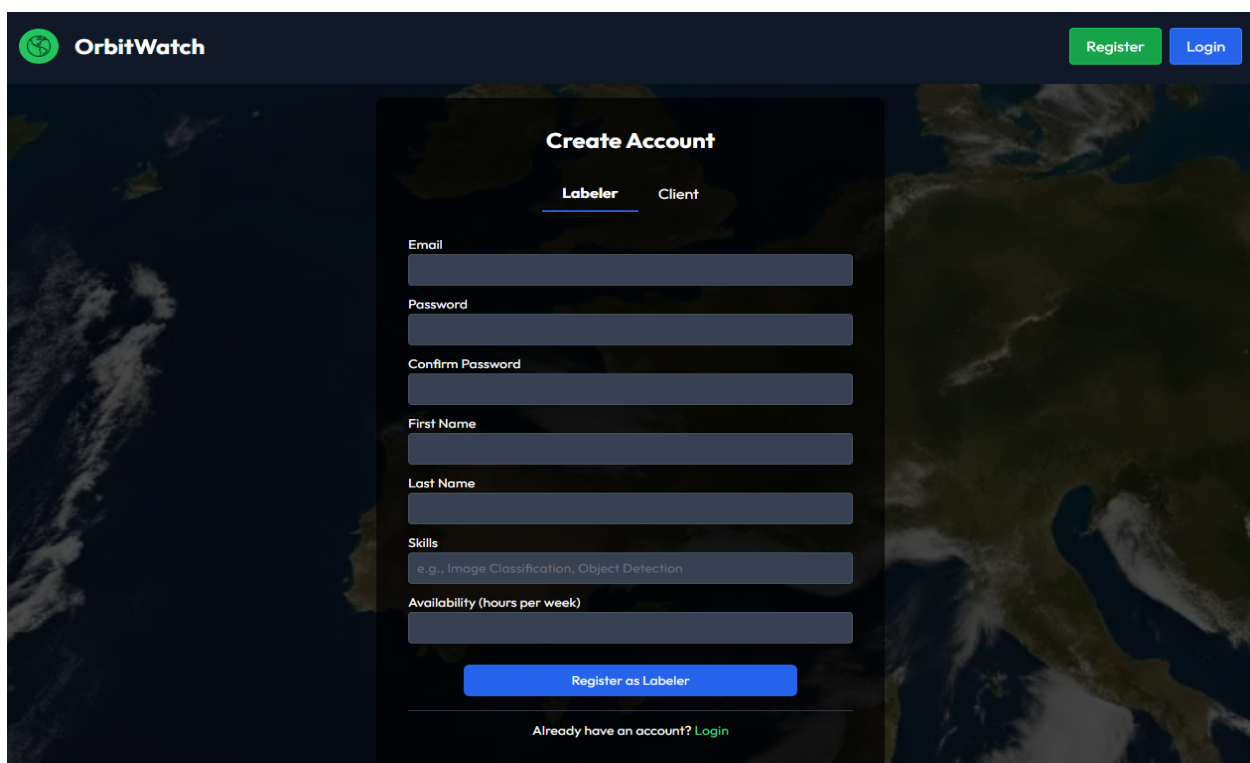 OrbitWatch
Register
Login
Create Account
Labeler
Client
Email
Password
Confirm Password
First Name
Last Name
Skills
e.g., Image Classification, Object Detection
Availability (hours per week)
Register as Labeler
Already have an account? Login